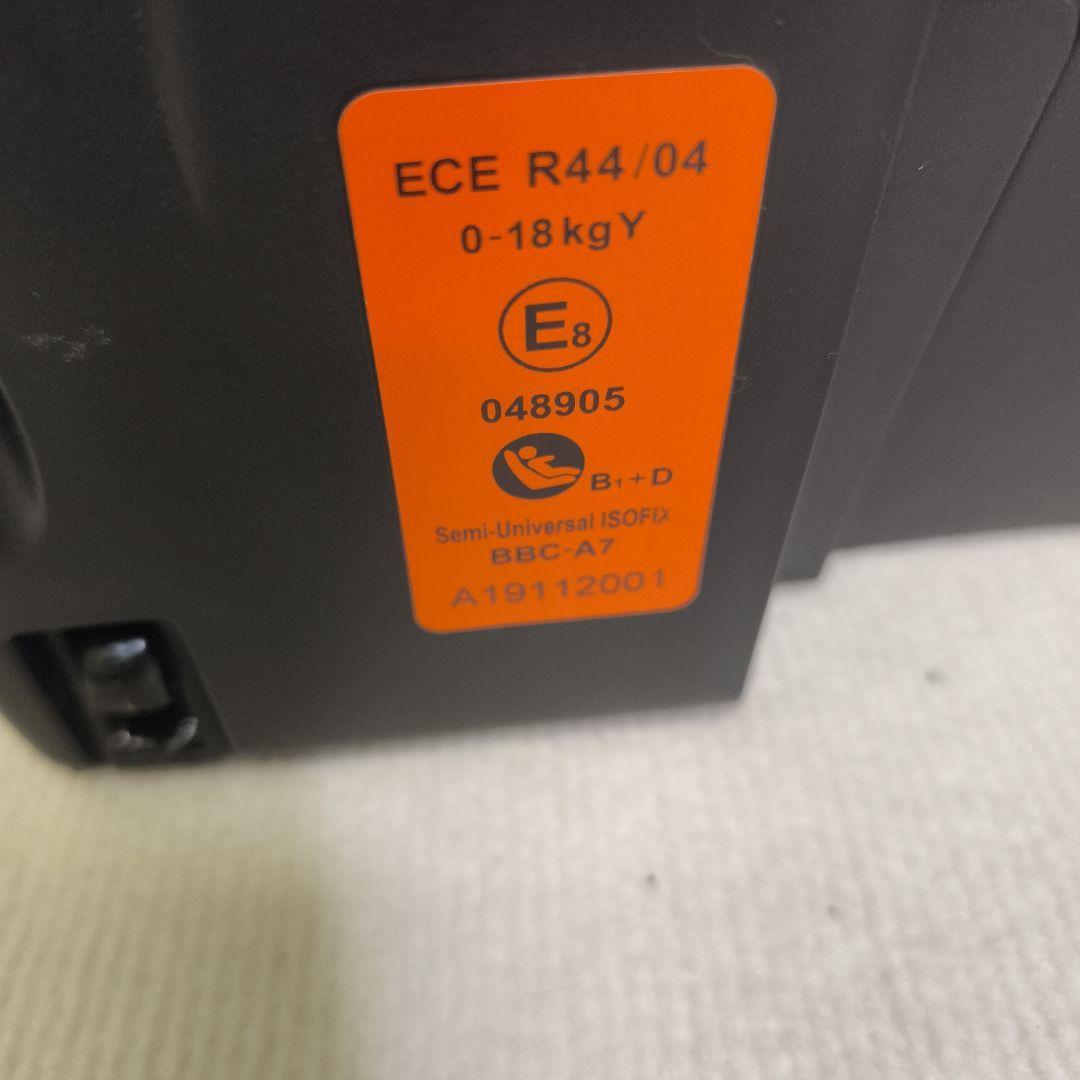 ECE R44/04
0-18kgY
E8
048905
B1+D
Semi-Universal ISOFIX
BBC-A7
A19112001